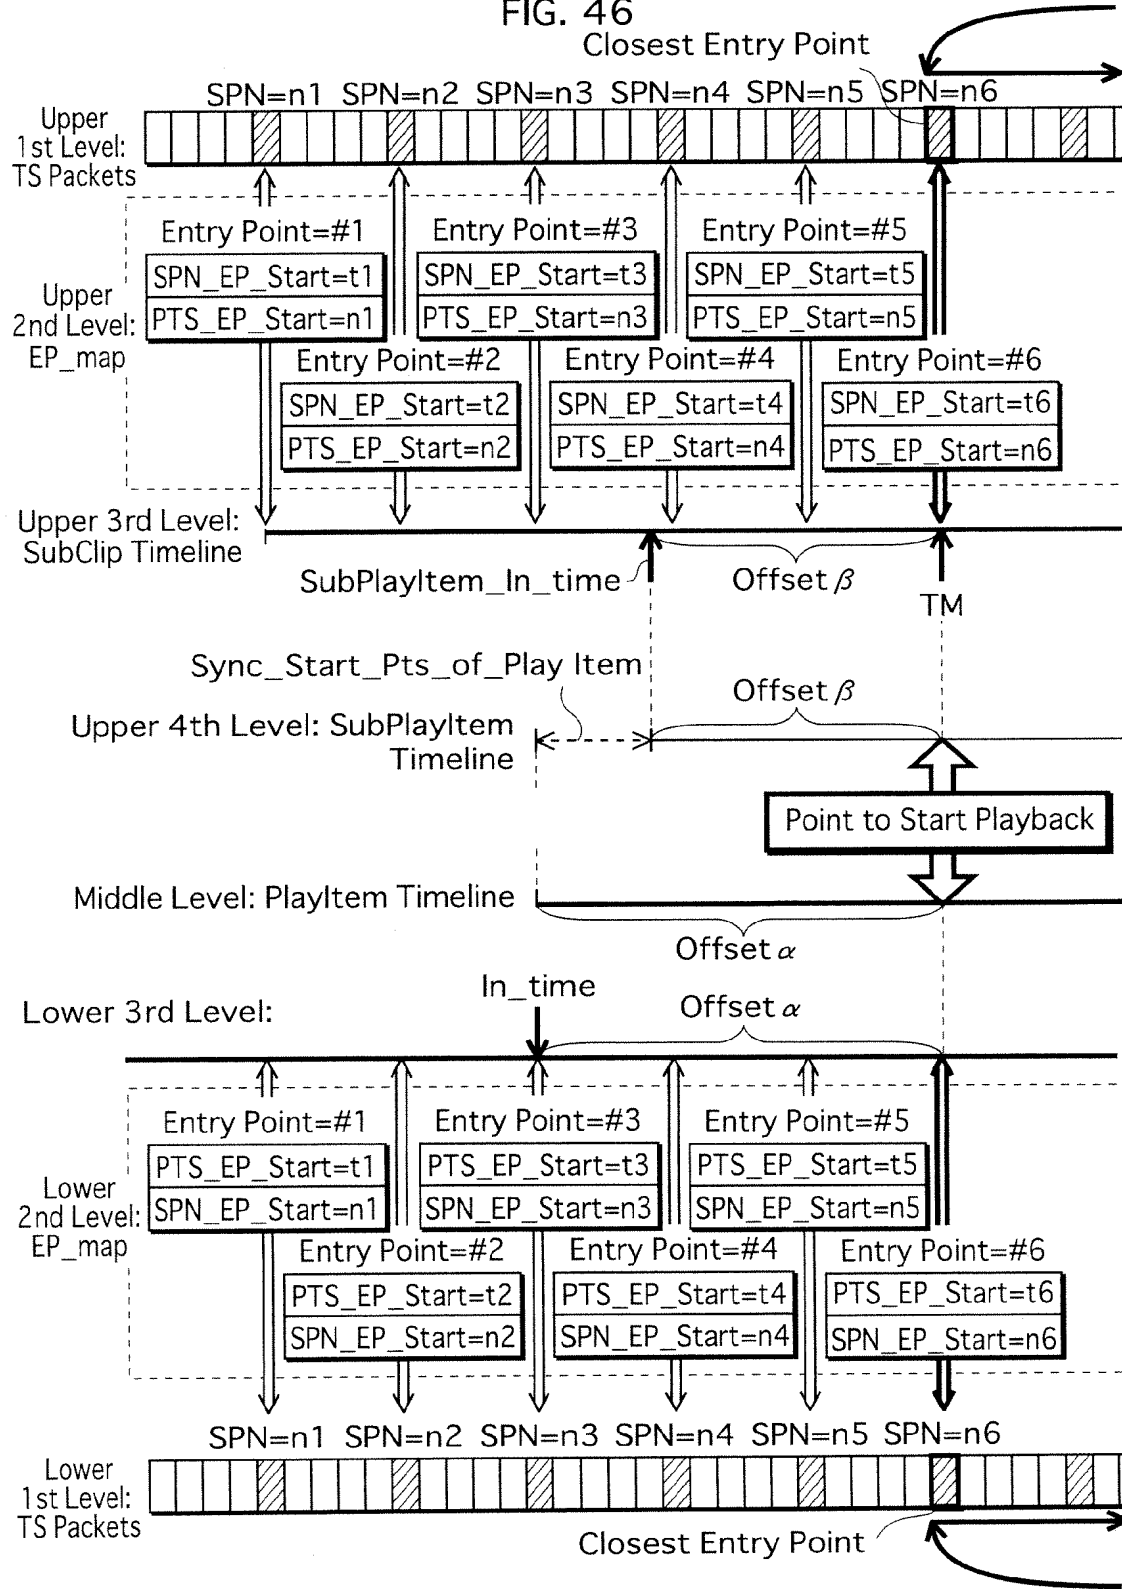 FIG. 46
Closest Entry Point
SPN=n1 SPN=n2 SPN=n3 SPN=n4 SPN=n5 SPN=n6
Upper
1st Level:
TS Packets
Entry Point=#1 Entry Point=#3 Entry Point=#5
SPN_EP_Start=t1 SPN_EP_Start=t3 SPN_EP_Start=t5
PTS_EP_Start=n1 PTS_EP_Start=n3 PTS_EP_Start=n5
Upper
2nd Level:
EP_map
Entry Point=#2 Entry Point=#4 Entry Point=#6
SPN_EP_Start=t2 SPN_EP_Start=t4 SPN_EP_Start=t6
PTS_EP_Start=n2 PTS_EP_Start=n4 PTS_EP_Start=n6
Upper 3rd Level:
SubClip Timeline
SubPlayItem_In_time Offset β
TM
Sync_Start_Pts_of_Play Item
Offset β
Upper 4th Level: SubPlayItem
Timeline
Point to Start Playback
Middle Level: PlayItem Timeline
Offset α
In_time
Offset α
Lower 3rd Level:
Entry Point=#1 Entry Point=#3 Entry Point=#5
PTS_EP_Start=t1 PTS_EP_Start=t3 PTS_EP_Start=t5
SPN_EP_Start=n1 SPN_EP_Start=n3 SPN_EP_Start=n5
Lower
2nd Level:
EP_map
Entry Point=#2 Entry Point=#4 Entry Point=#6
PTS_EP_Start=t2 PTS_EP_Start=t4 PTS_EP_Start=t6
SPN_EP_Start=n2 SPN_EP_Start=n4 SPN_EP_Start=n6
SPN=n1 SPN=n2 SPN=n3 SPN=n4 SPN=n5 SPN=n6
Lower
1st Level:
TS Packets
Closest Entry Point